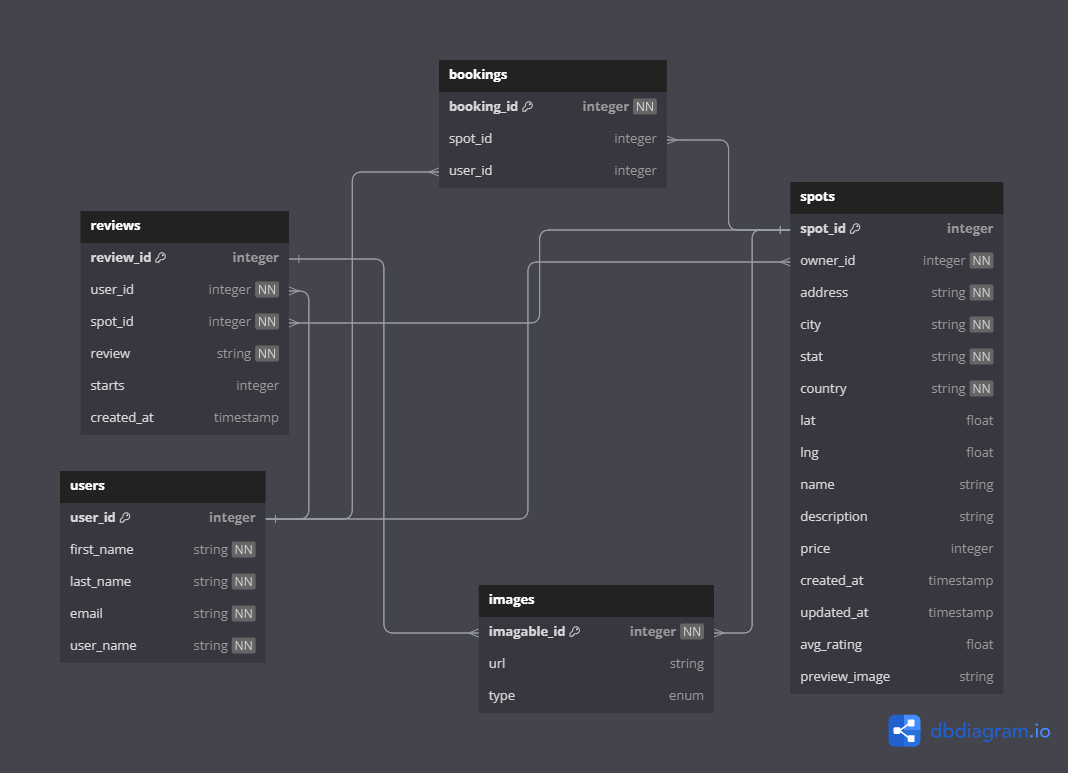 bookings
booking_id integer NN
spot_id integer
user_id integer
reviews
review_id integer
user_id integer NN
spot_id integer NN
review string NN
starts integer
created_at timestamp
users
user_id integer
first_name string NN
last_name string NN
email string NN
user_name string NN
images
imagable_id integer NN
url string
type enum
spots
spot_id integer
owner_id integer NN
address string NN
city string NN
stat string NN
country string NN
lat float
lng float
name string
description string
price integer
created_at timestamp
updated_at timestamp
avg_rating float
preview_image string
dbdiagram.io